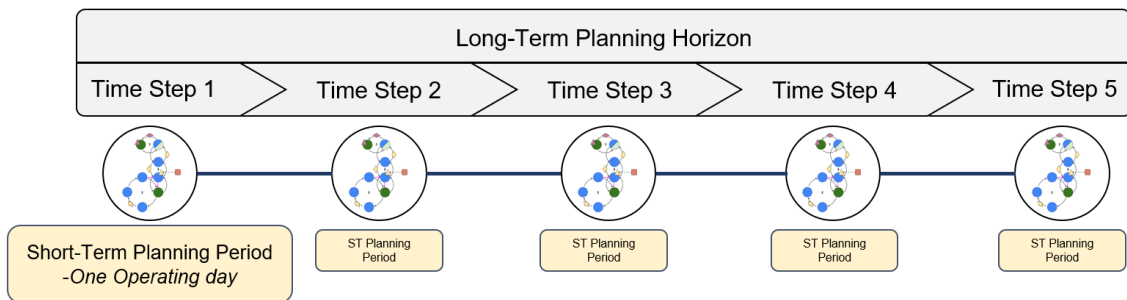 Long-Term Planning Horizon
Time Step 1
Time Step 2
Time Step 3
Time Step 4
Time Step 5
Short-Term Planning Period
-One Operating day
ST Planning
Period
ST Planning
Period
ST Planning
Period
ST Planning
Period